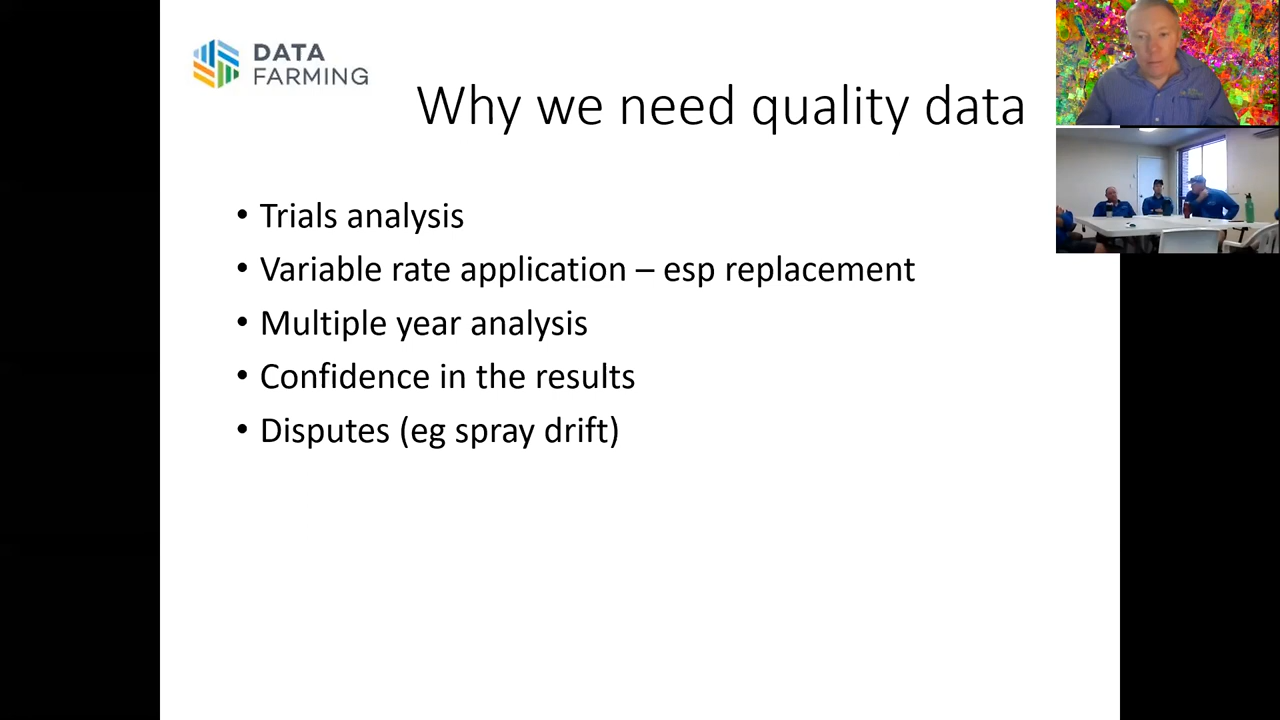 DATA
FARMING
Why we need quality data
• Trials analysis
• Variable rate application – esp replacement
• Multiple year analysis
• Confidence in the results
• Disputes (eg spray drift)